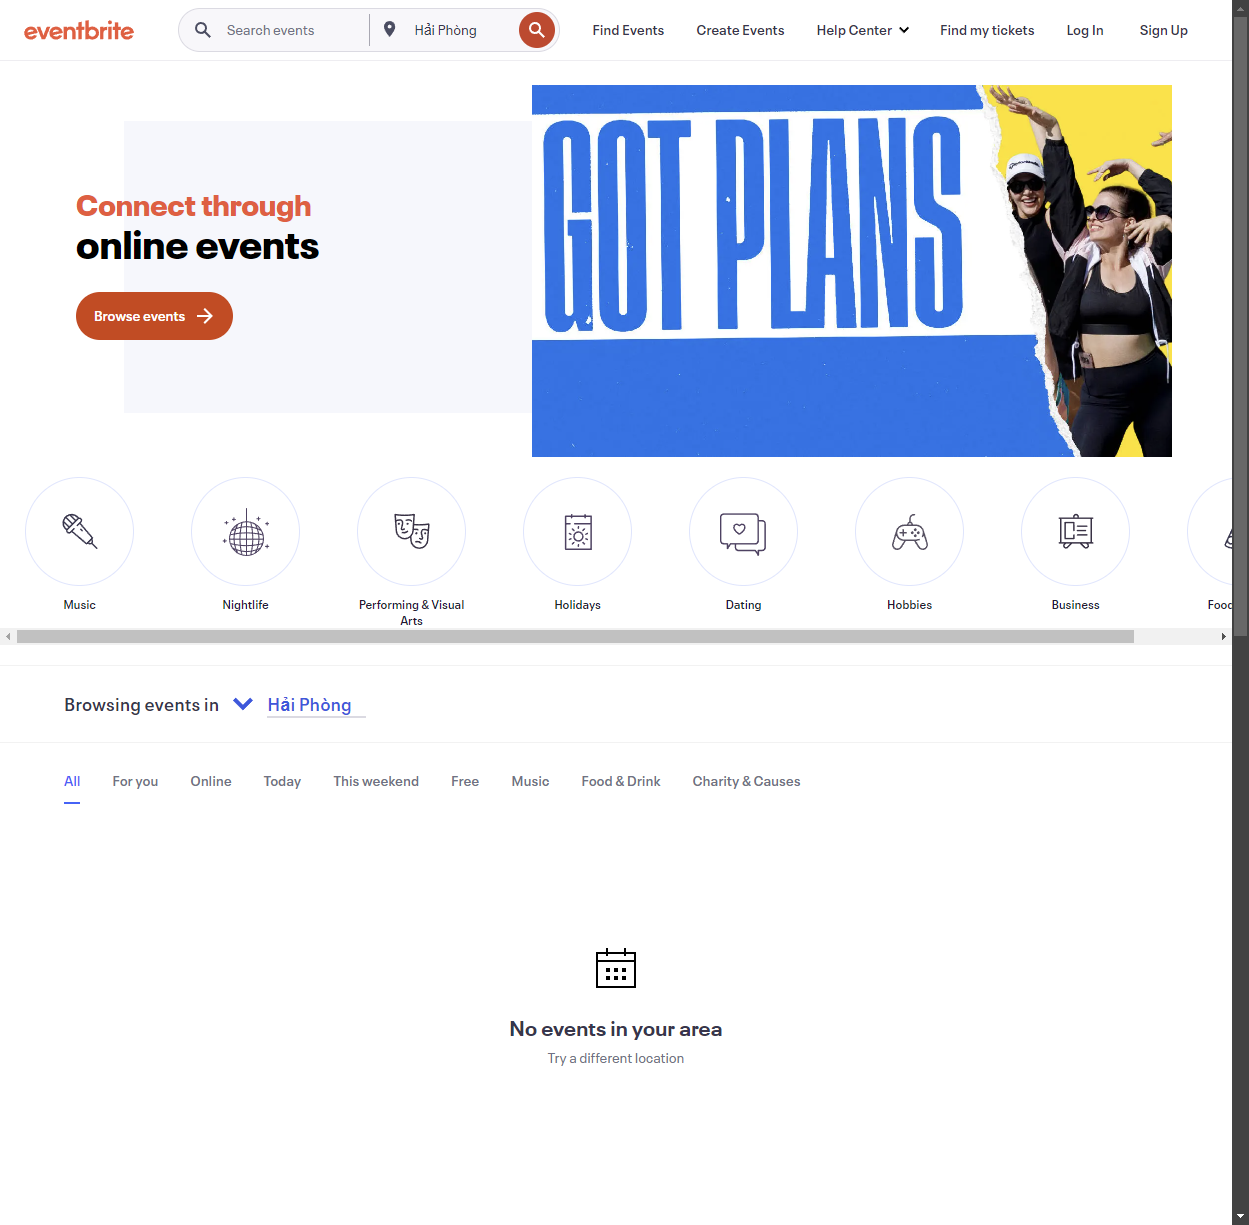 eventbrite
Search events
Hải Phòng
Find Events
Create Events
Help Center
Find my tickets
Log In
Sign Up
Connect through
online events
Browse events
GOT PLANS
Music
Nightlife
Performing & Visual
Arts
Holidays
Dating
Hobbies
Business
Food
Browsing events in
Hải Phòng
All
For you
Online
Today
This weekend
Free
Music
Food & Drink
Charity & Causes
No events in your area
Try a different location